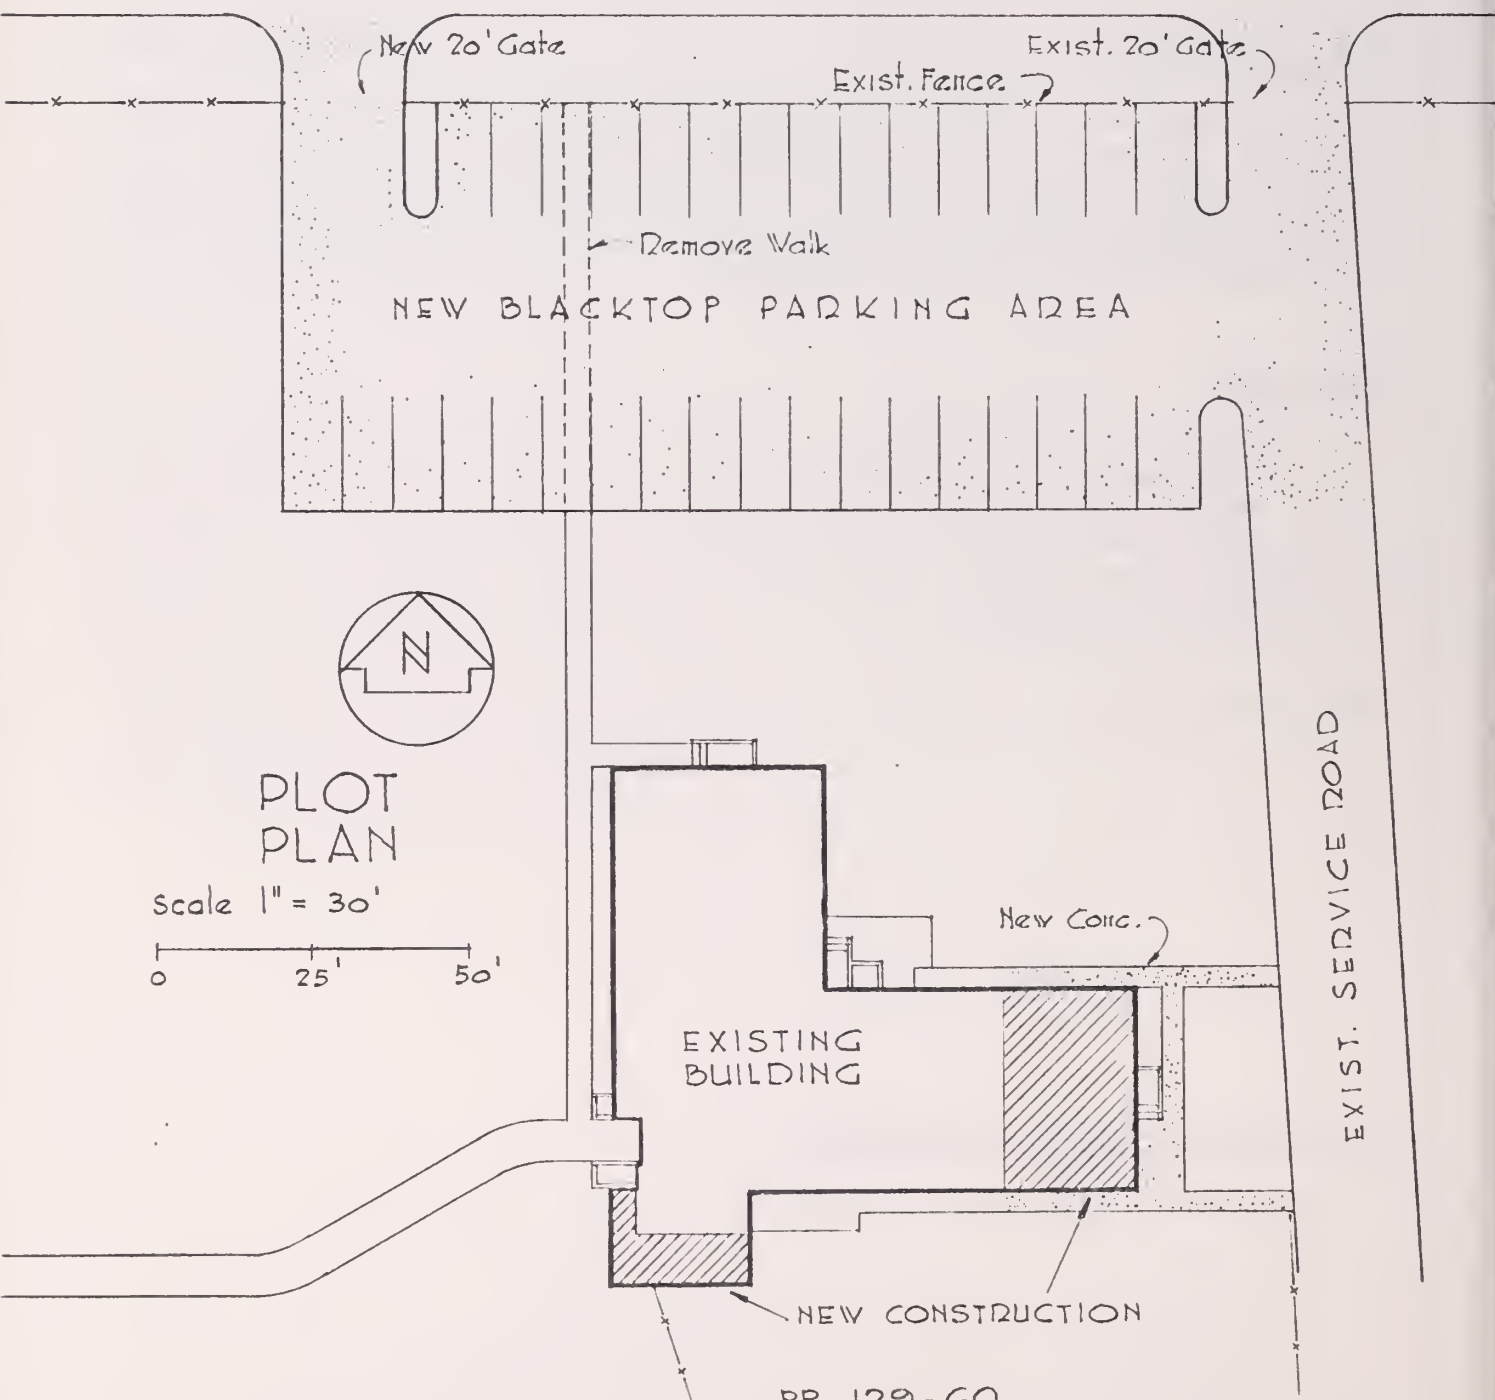 New 20' Gate
Exist. 20' Gate
Exist. Fence
Remove Walk
NEW BLACKTOP PARKING AREA
N
PLOT
PLAN
Scale 1" = 30'
0 25' 50'
New Conc.
EXIST. SERVICE ROAD
EXISTING
BUILDING
NEW CONSTRUCTION